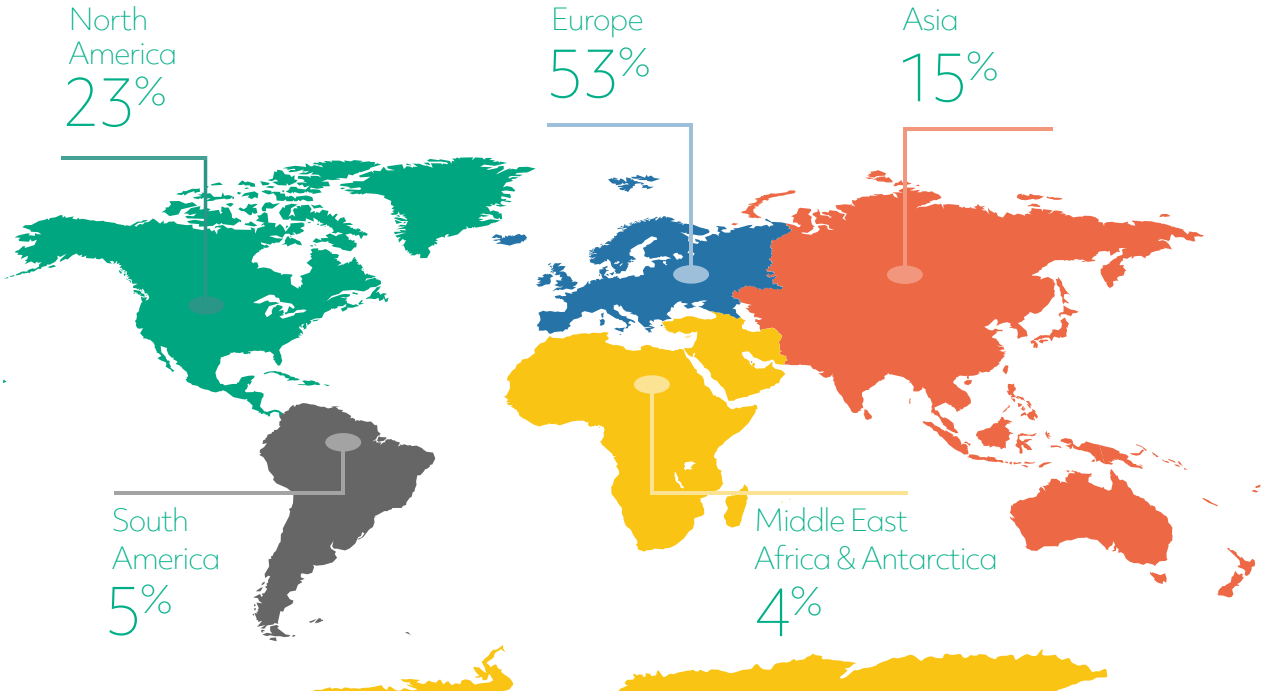 North
America
23%
Europe
53%
Asia
15%
South
America
5%
Middle East
Africa & Antarctica
4%